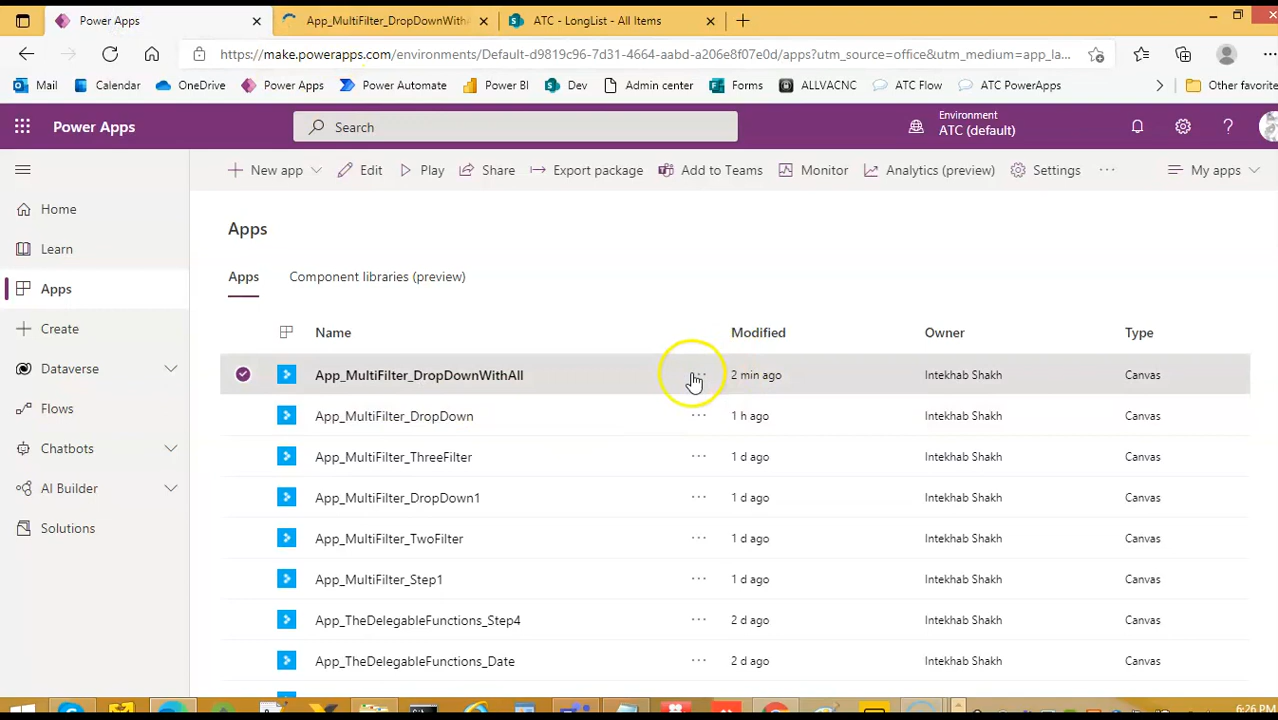 Power Apps
App_MultiFilter_DropDownWithAl
ATC - LongList - All Items
https://make.powerapps.com/environments/Default-d9819c96-7d31-4664-aabd-a206e8f07e0d/apps?utm_source=office&utm_medium=app_la...
Mail
Calendar
OneDrive
Power Apps
Power Automate
Power BI
Dev
Admin center
Forms
ALLVACNC
ATC Flow
ATC PowerApps
Other favorite
Power Apps
Search
Environment
ATC (default)
New app
Edit
Play
Share
Export package
Add to Teams
Monitor
Analytics (preview)
Settings
My apps
Home
Learn
Apps
Create
Dataverse
Flows
Chatbots
AI Builder
Solutions
Apps
Apps
Component libraries (preview)
Name Modified Owner Type
App_MultiFilter_DropDownWithAll 2 min ago Intekhab Shakh Canvas
App_MultiFilter_DropDown 1 h ago Intekhab Shakh Canvas
App_MultiFilter_ThreeFilter 1 d ago Intekhab Shakh Canvas
App_MultiFilter_DropDown1 1 d ago Intekhab Shakh Canvas
App_MultiFilter_TwoFilter 1 d ago Intekhab Shakh Canvas
App_MultiFilter_Step1 1 d ago Intekhab Shakh Canvas
App_TheDelegableFunctions_Step4 2 d ago Intekhab Shakh Canvas
App_TheDelegableFunctions_Date 2 d ago Intekhab Shakh Canvas
6:26 PM